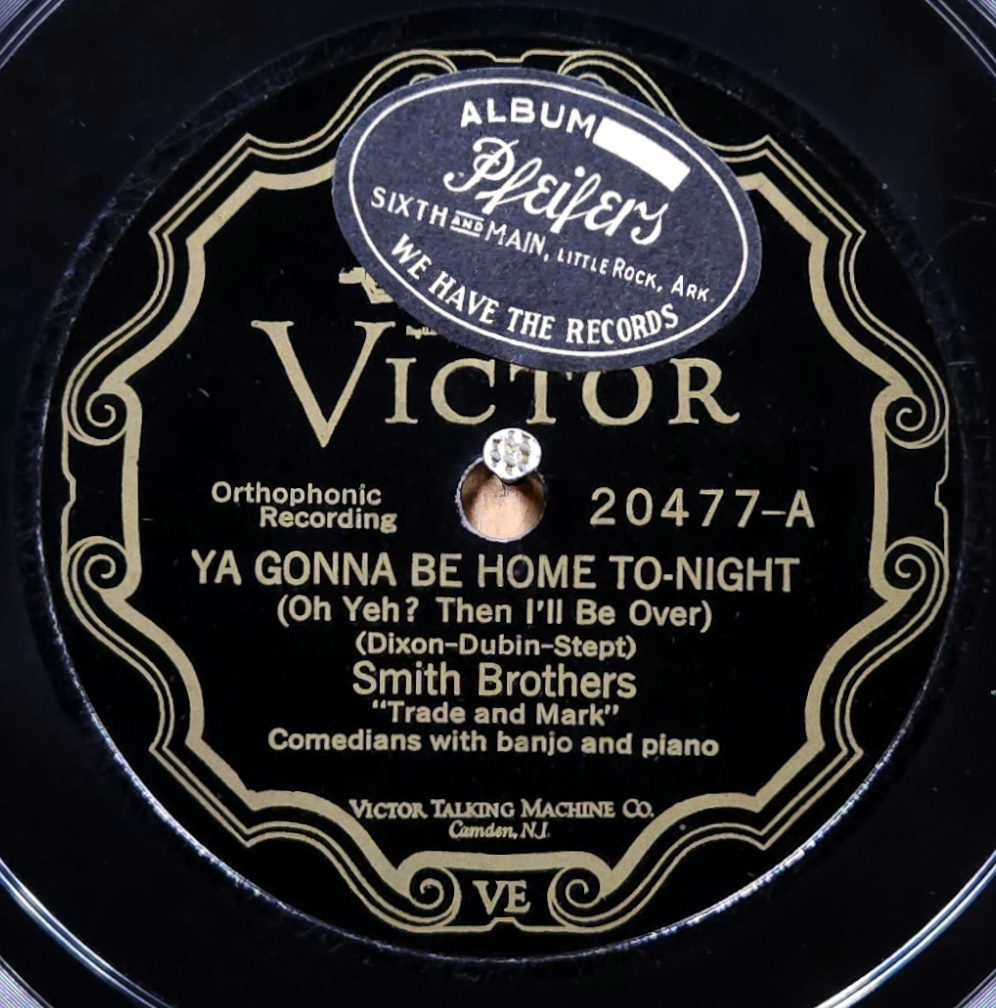 ALBUM
Pfeifers
SIXTH AND MAIN, LITTLE ROCK, ARK.
WE HAVE THE RECORDS
VICTOR
Orthophonic
Recording
20477-A
YA GONNA BE HOME TO-NIGHT
(Oh Yeh? Then I'll Be Over)
(Dixon-Dubin-Stept)
Smith Brothers
"Trade and Mark"
Comedians with banjo and piano
VICTOR TALKING MACHINE CO.
Camden, N.J.
VE